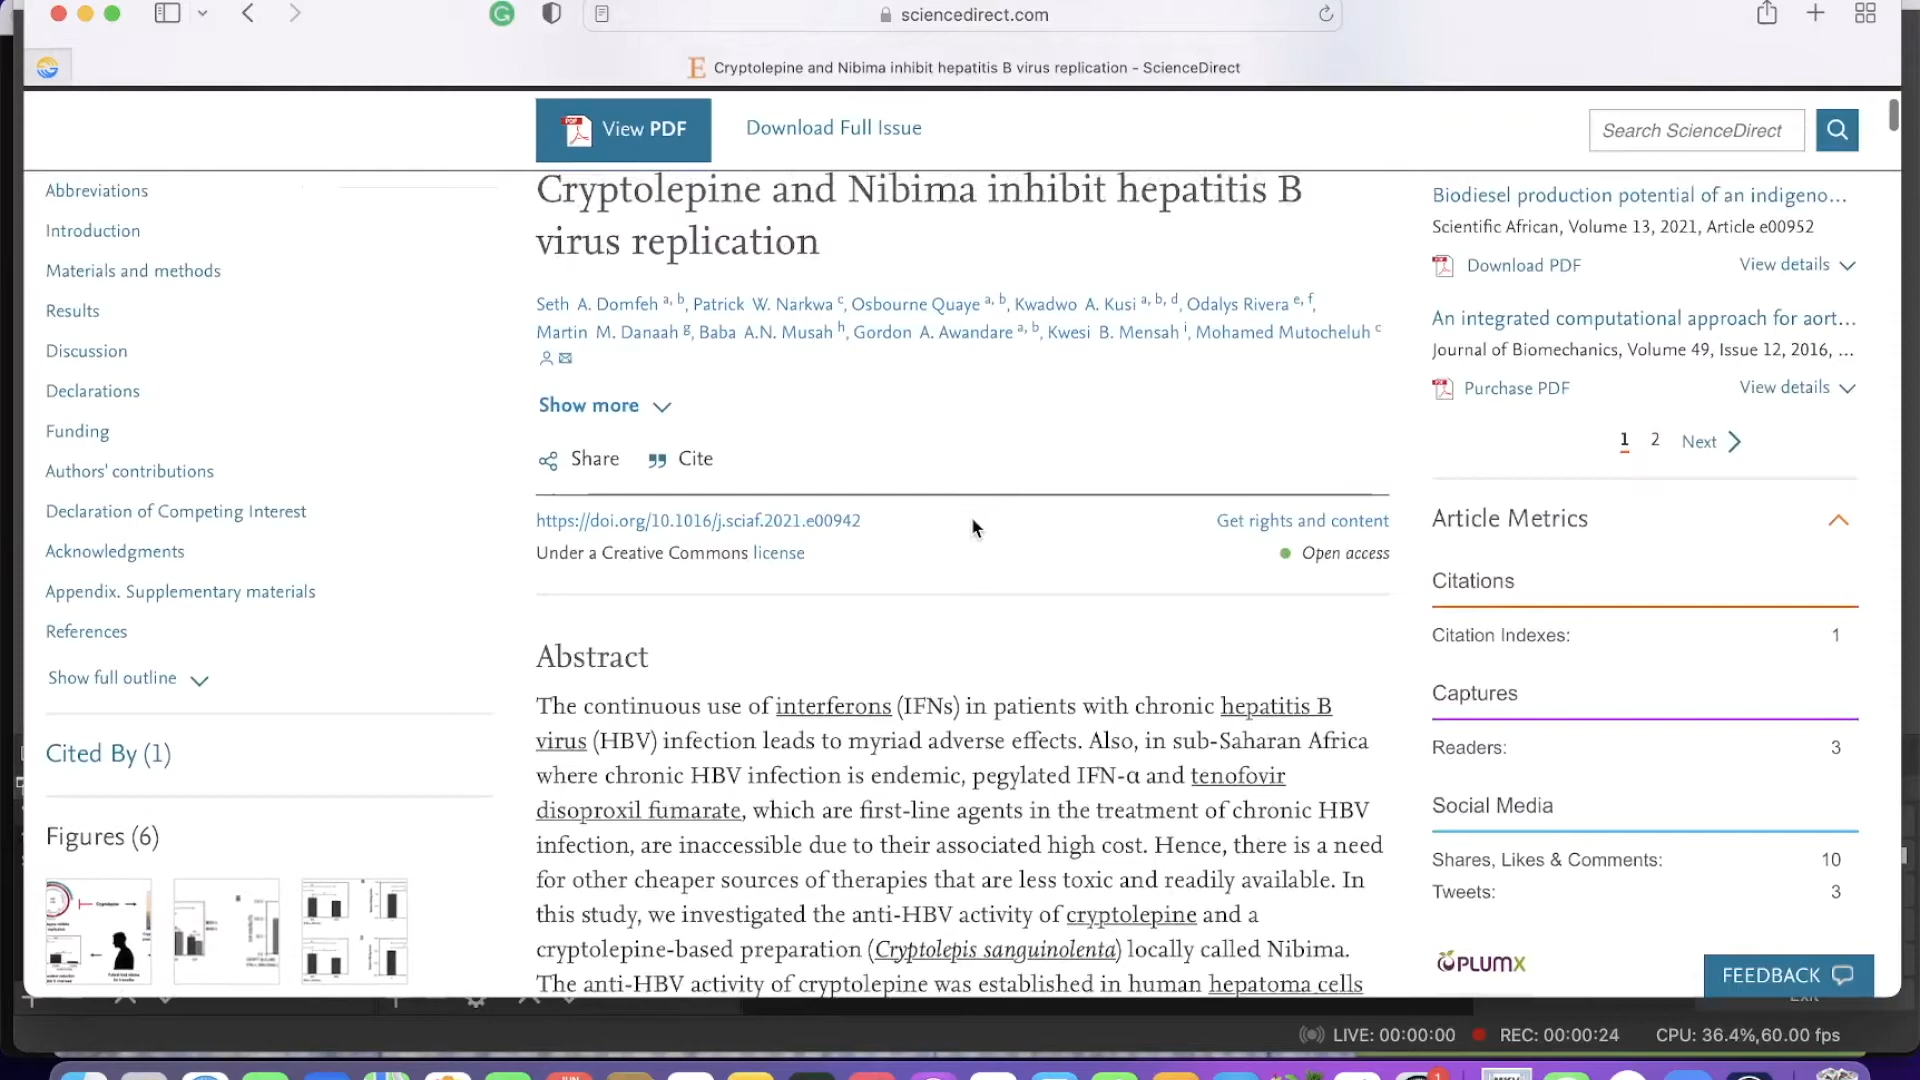 sciencedirect.com
Cryptolepine and Nibima inhibit hepatitis B virus replication - ScienceDirect
View PDF
Download Full Issue
Search ScienceDirect
Abbreviations
Introduction
Materials and methods
Results
Discussion
Declarations
Funding
Authors' contributions
Declaration of Competing Interest
Acknowledgments
Appendix. Supplementary materials
References
Show full outline
Cited By (1)
Figures (6)
Cryptolepine and Nibima inhibit hepatitis B
virus replication
Seth A. Domfeh a, b, Patrick W. Narkwa c, Osbourne Quaye a, b, Kwadwo A. Kusi a, b, d, Odalys Rivera e, f,
Martin M. Danaah g, Baba A.N. Musah h, Gordon A. Awandare a, b, Kwesi B. Mensah i, Mohamed Mutocheluh c
Show more
Share
Cite
https://doi.org/10.1016/j.sciaf.2021.e00942
Get rights and content
Under a Creative Commons license
Open access
Abstract
The continuous use of interferons (IFNs) in patients with chronic hepatitis B
virus (HBV) infection leads to myriad adverse effects. Also, in sub-Saharan Africa
where chronic HBV infection is endemic, pegylated IFN-α and tenofovir
disoproxil fumarate, which are first-line agents in the treatment of chronic HBV
infection, are inaccessible due to their associated high cost. Hence, there is a need
for other cheaper sources of therapies that are less toxic and readily available. In
this study, we investigated the anti-HBV activity of cryptolepine and a
cryptolepine-based preparation (Cryptolepis sanguinolenta) locally called Nibima.
The anti-HBV activity of cryptolepine was established in human hepatoma cells
Biodiesel production potential of an indigeno...
Scientific African, Volume 13, 2021, Article e00952
Download PDF
View details
An integrated computational approach for aort...
Journal of Biomechanics, Volume 49, Issue 12, 2016, ...
Purchase PDF
View details
1 2 Next
Article Metrics
Citations
Citation Indexes: 1
Captures
Readers: 3
Social Media
Shares, Likes & Comments: 10
Tweets: 3
PLUMX
FEEDBACK
Exit
LIVE: 00:00:00
REC: 00:00:24
CPU: 36.4%,60.00 fps